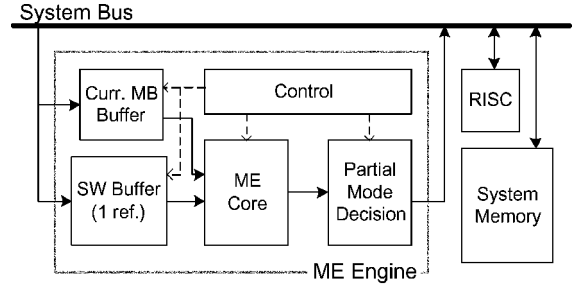 System Bus
Curr. MB
Buffer
Control
RISC
SW Buffer
(1 ref.)
ME
Core
Partial
Mode
Decision
System
Memory
ME Engine